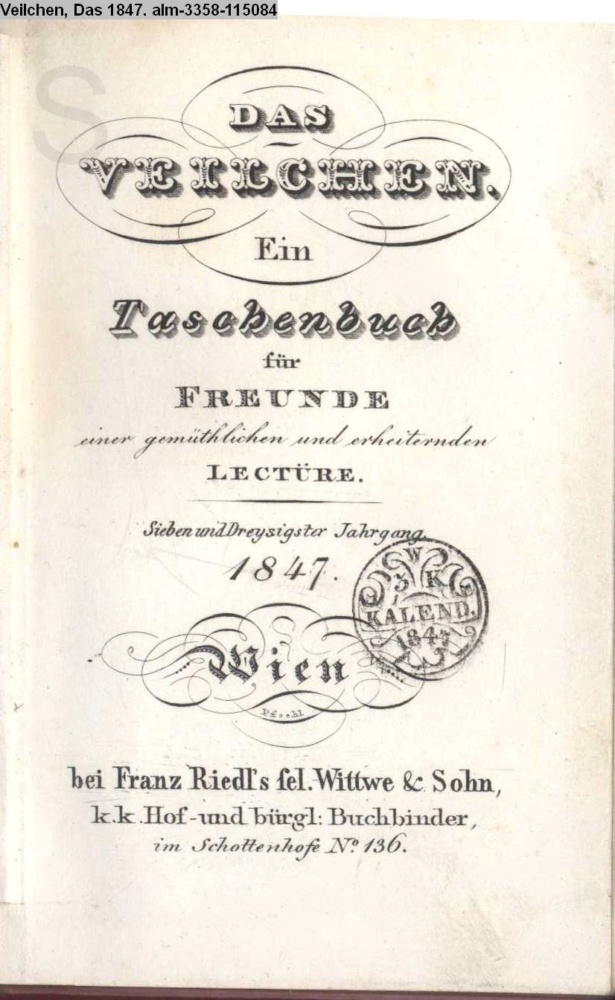 Veilchen, Das 1847. alm-3358-115084
S
DAS
VEILCHEN.
Ein
Taschenbuch
für
FREUNDE
einer gemüthlichen und erheiternden
LECTÜRE.
Sieben und Dreysigster Jahrgang.
1847.
W
3 K
KALEND.
1847
Wien
bei Franz Riedl's sel. Wittwe & Sohn,
k.k. Hof-und bürgl: Buchbinder,
im Schottenhofe No. 136.